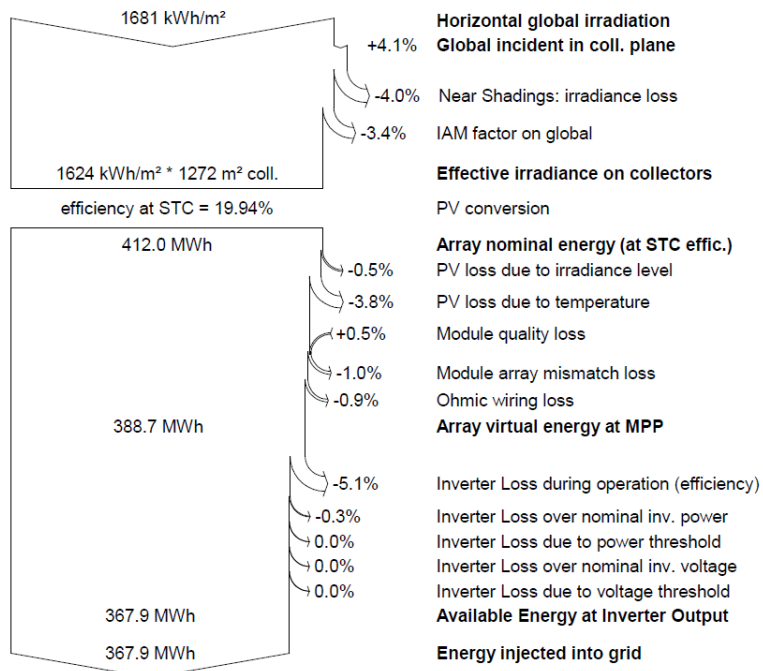 1681 kWh/m² Horizontal global irradiation
+4.1% Global incident in coll. plane
-4.0% Near Shadings: irradiance loss
-3.4% IAM factor on global
1624 kWh/m² * 1272 m² coll. Effective irradiance on collectors
efficiency at STC = 19.94% PV conversion
412.0 MWh Array nominal energy (at STC effic.)
-0.5% PV loss due to irradiance level
-3.8% PV loss due to temperature
+0.5% Module quality loss
-1.0% Module array mismatch loss
-0.9% Ohmic wiring loss
388.7 MWh Array virtual energy at MPP
-5.1% Inverter Loss during operation (efficiency)
-0.3% Inverter Loss over nominal inv. power
0.0% Inverter Loss due to power threshold
0.0% Inverter Loss over nominal inv. voltage
0.0% Inverter Loss due to voltage threshold
367.9 MWh Available Energy at Inverter Output
367.9 MWh Energy injected into grid